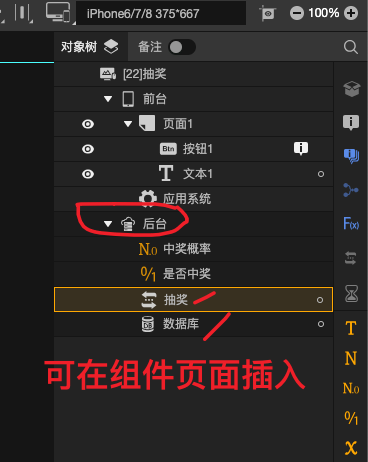 iPhone6/7/8 375*667
100%
对象树
备注
[22]抽奖
前台
页面1
Btn
按钮1
T
文本1
应用系统
后台
N.0
中奖概率
0/1
是否中奖
抽奖
DB
数据库
F(x)
T
N
N.0
0/1
X
可在组件页面插入